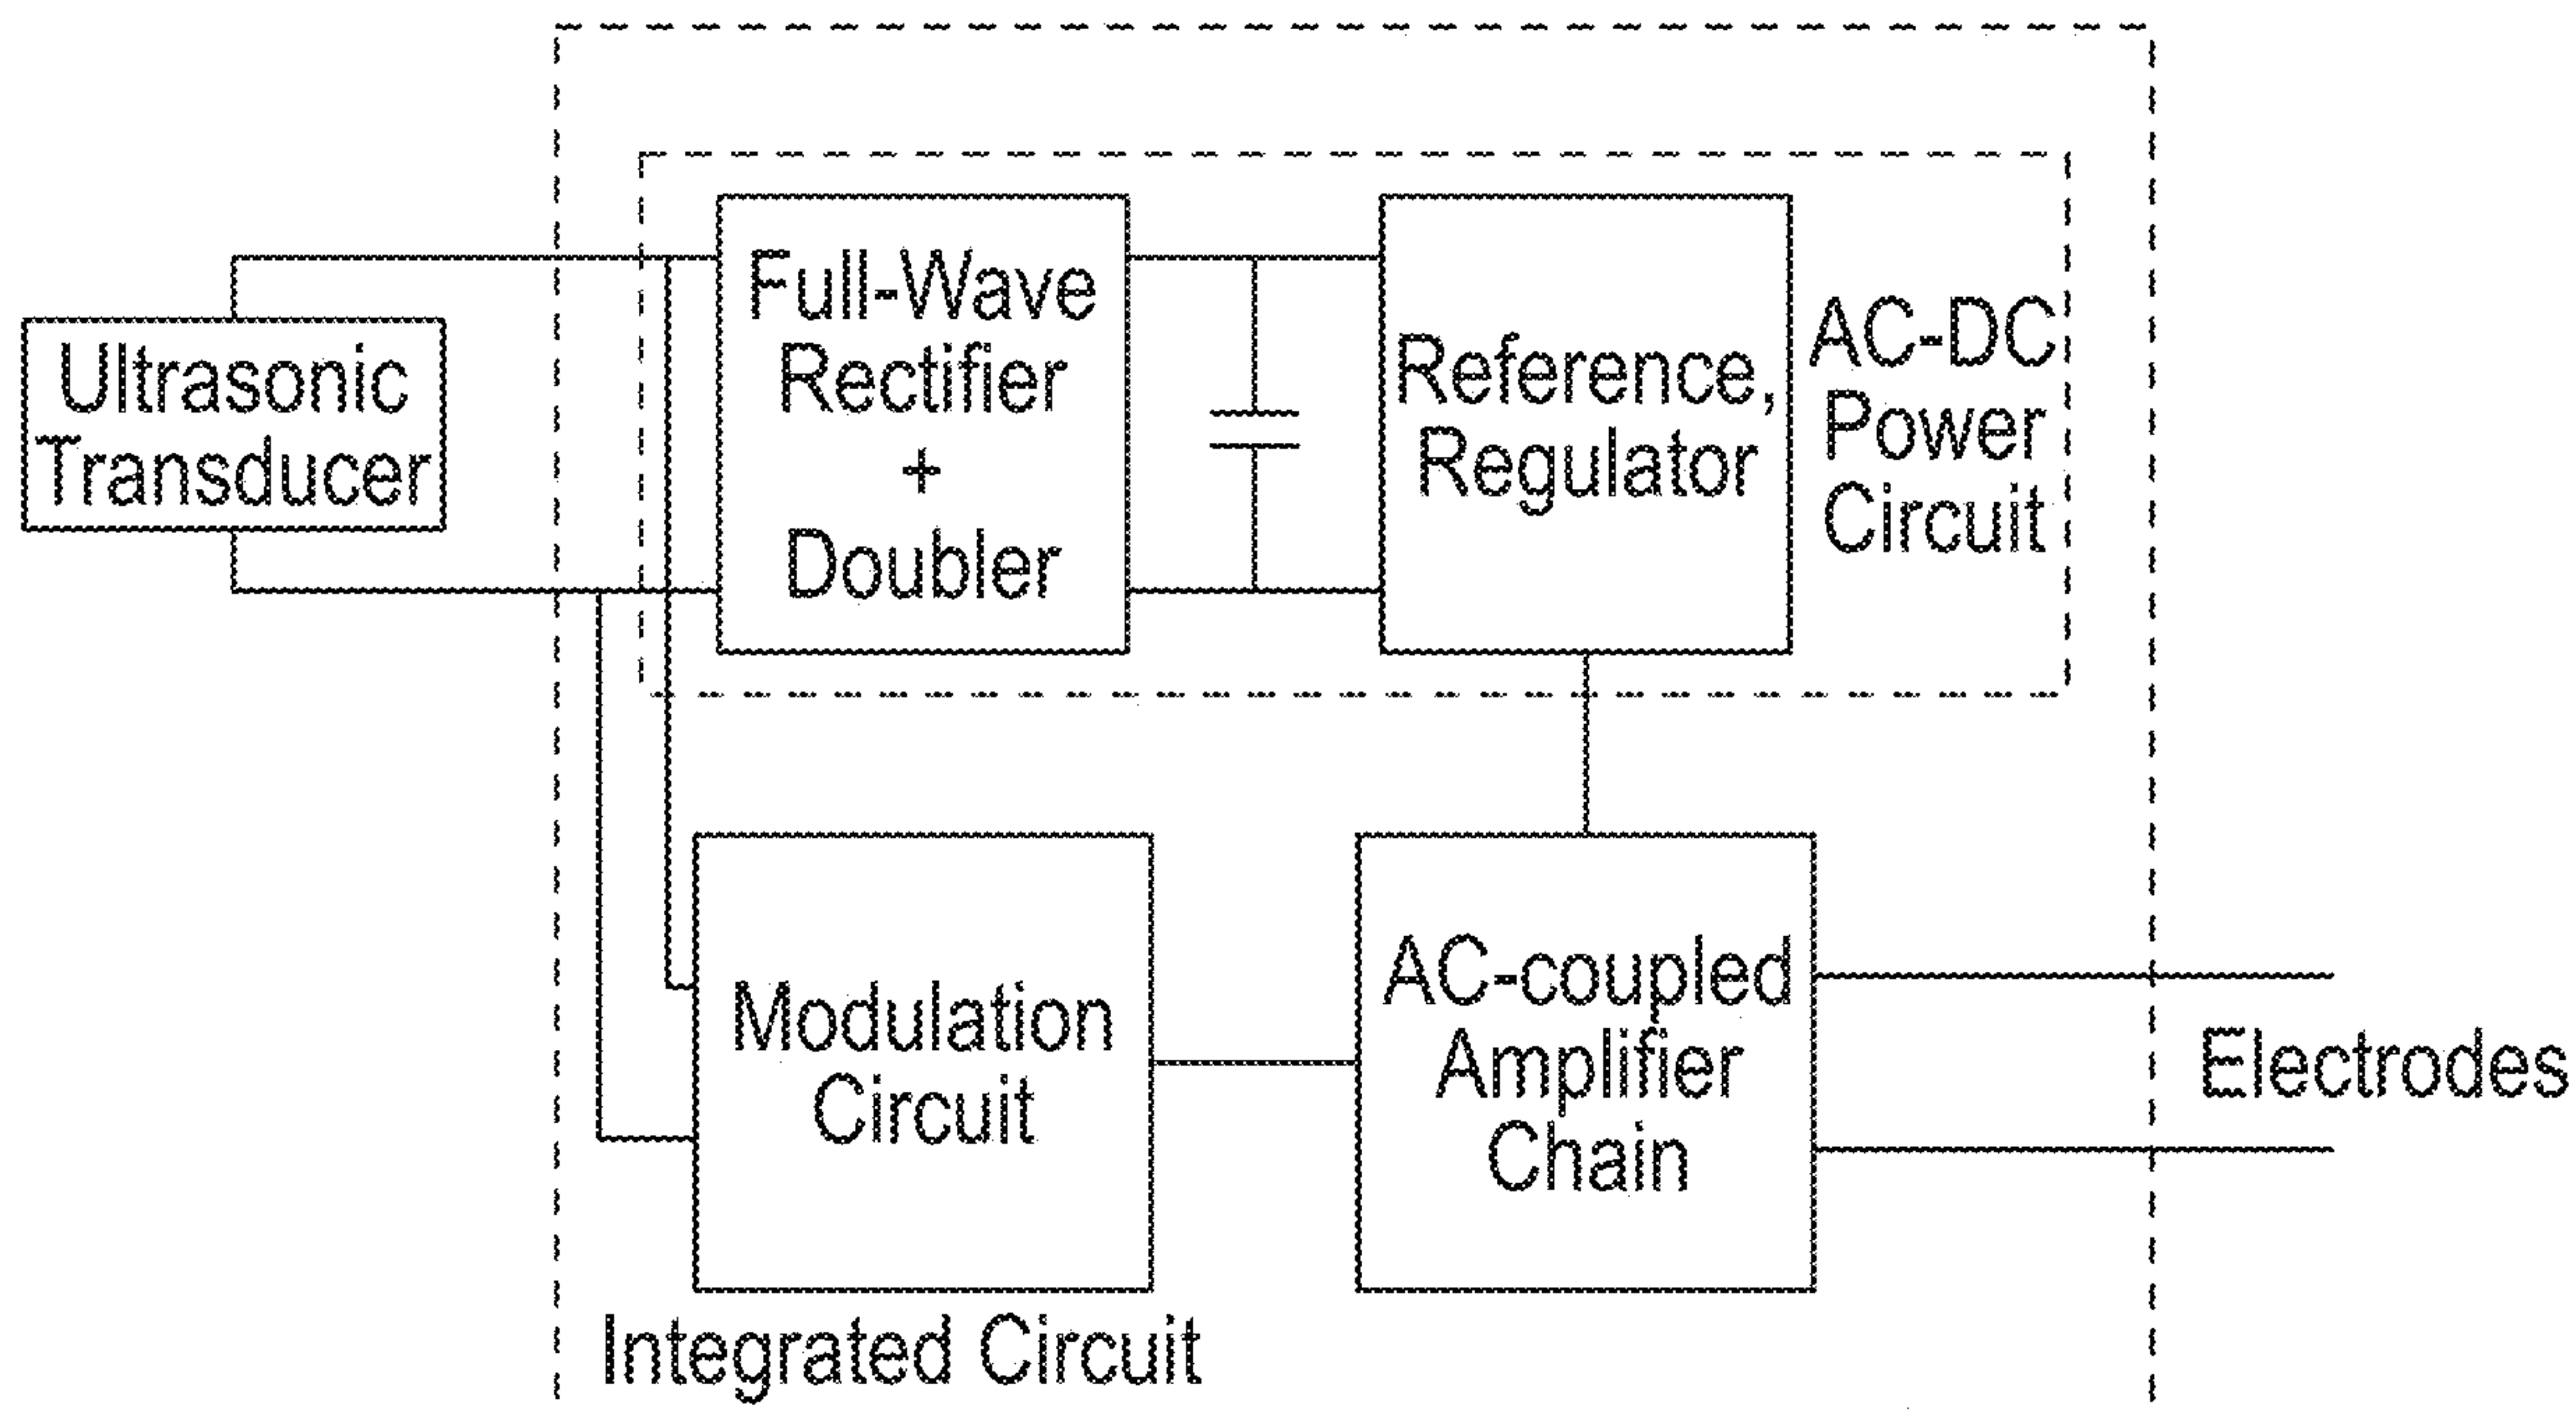 Ultrasonic
Transducer
Full-Wave
Rectifier
+
Doubler
Reference,
Regulator
AC-DC
Power
Circuit
Modulation
Circuit
AC-coupled
Amplifier
Chain
Electrodes
Integrated Circuit